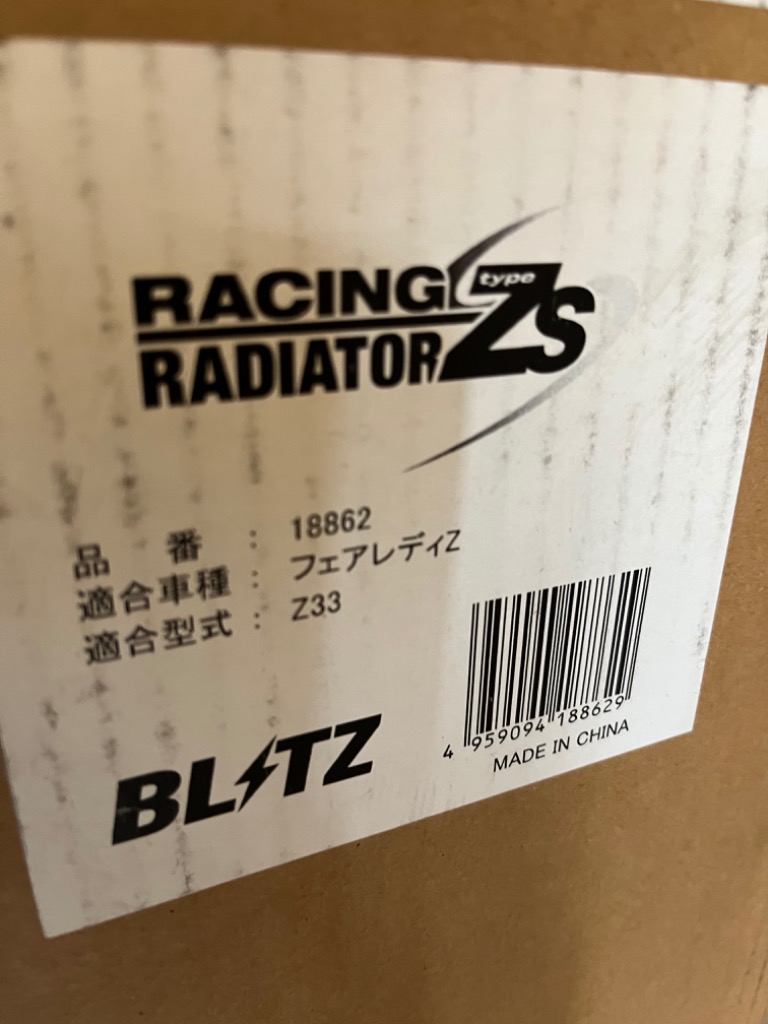 RACING type ZS
RADIATOR
品 番 : 18862
適合車種 : フェアレディZ
適合型式 : Z33
BLITZ
4 959094 188629
MADE IN CHINA